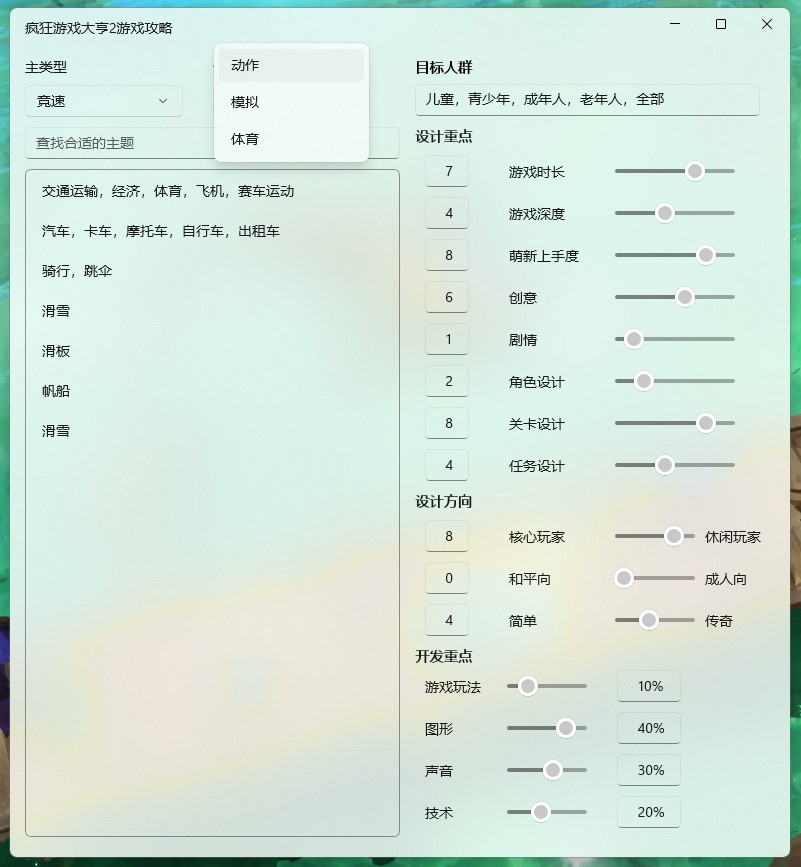 疯狂游戏大亨2游戏攻略
主类型
竞速
动作
模拟
体育
查找合适的主题
交通运输，经济，体育，飞机，赛车运动
汽车，卡车，摩托车，自行车，出租车
骑行，跳伞
滑雪
滑板
帆船
滑雪
目标人群
儿童，青少年，成年人，老年人，全部
设计重点
7 游戏时长
4 游戏深度
8 萌新上手度
6 创意
1 剧情
2 角色设计
8 关卡设计
4 任务设计
设计方向
8 核心玩家 休闲玩家
0 和平向 成人向
4 简单 传奇
开发重点
游戏玩法 10%
图形 40%
声音 30%
技术 20%